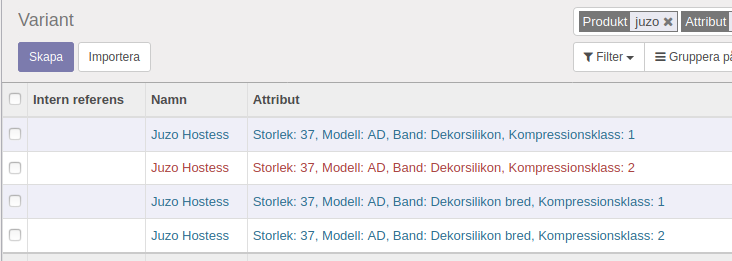 Variant
Produkt juzo Attribut
Skapa Importera
Filter Gruppera på
Intern referens Namn Attribut
Juzo Hostess Storlek: 37, Modell: AD, Band: Dekorsilikon, Kompressionsklass: 1
Juzo Hostess Storlek: 37, Modell: AD, Band: Dekorsilikon, Kompressionsklass: 2
Juzo Hostess Storlek: 37, Modell: AD, Band: Dekorsilikon bred, Kompressionsklass: 1
Juzo Hostess Storlek: 37, Modell: AD, Band: Dekorsilikon bred, Kompressionsklass: 2